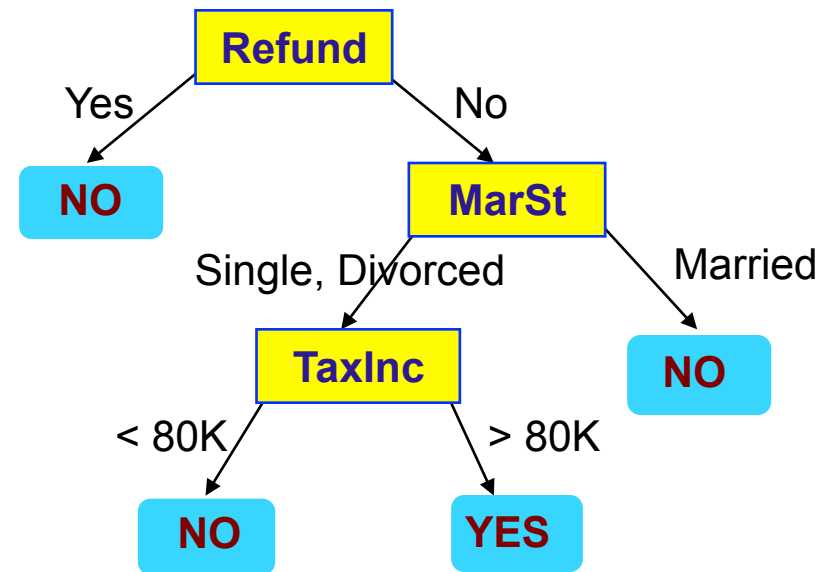 Refund
Yes
No
NO
MarSt
Single, Divorced
Married
TaxInc
NO
< 80K
> 80K
NO
YES